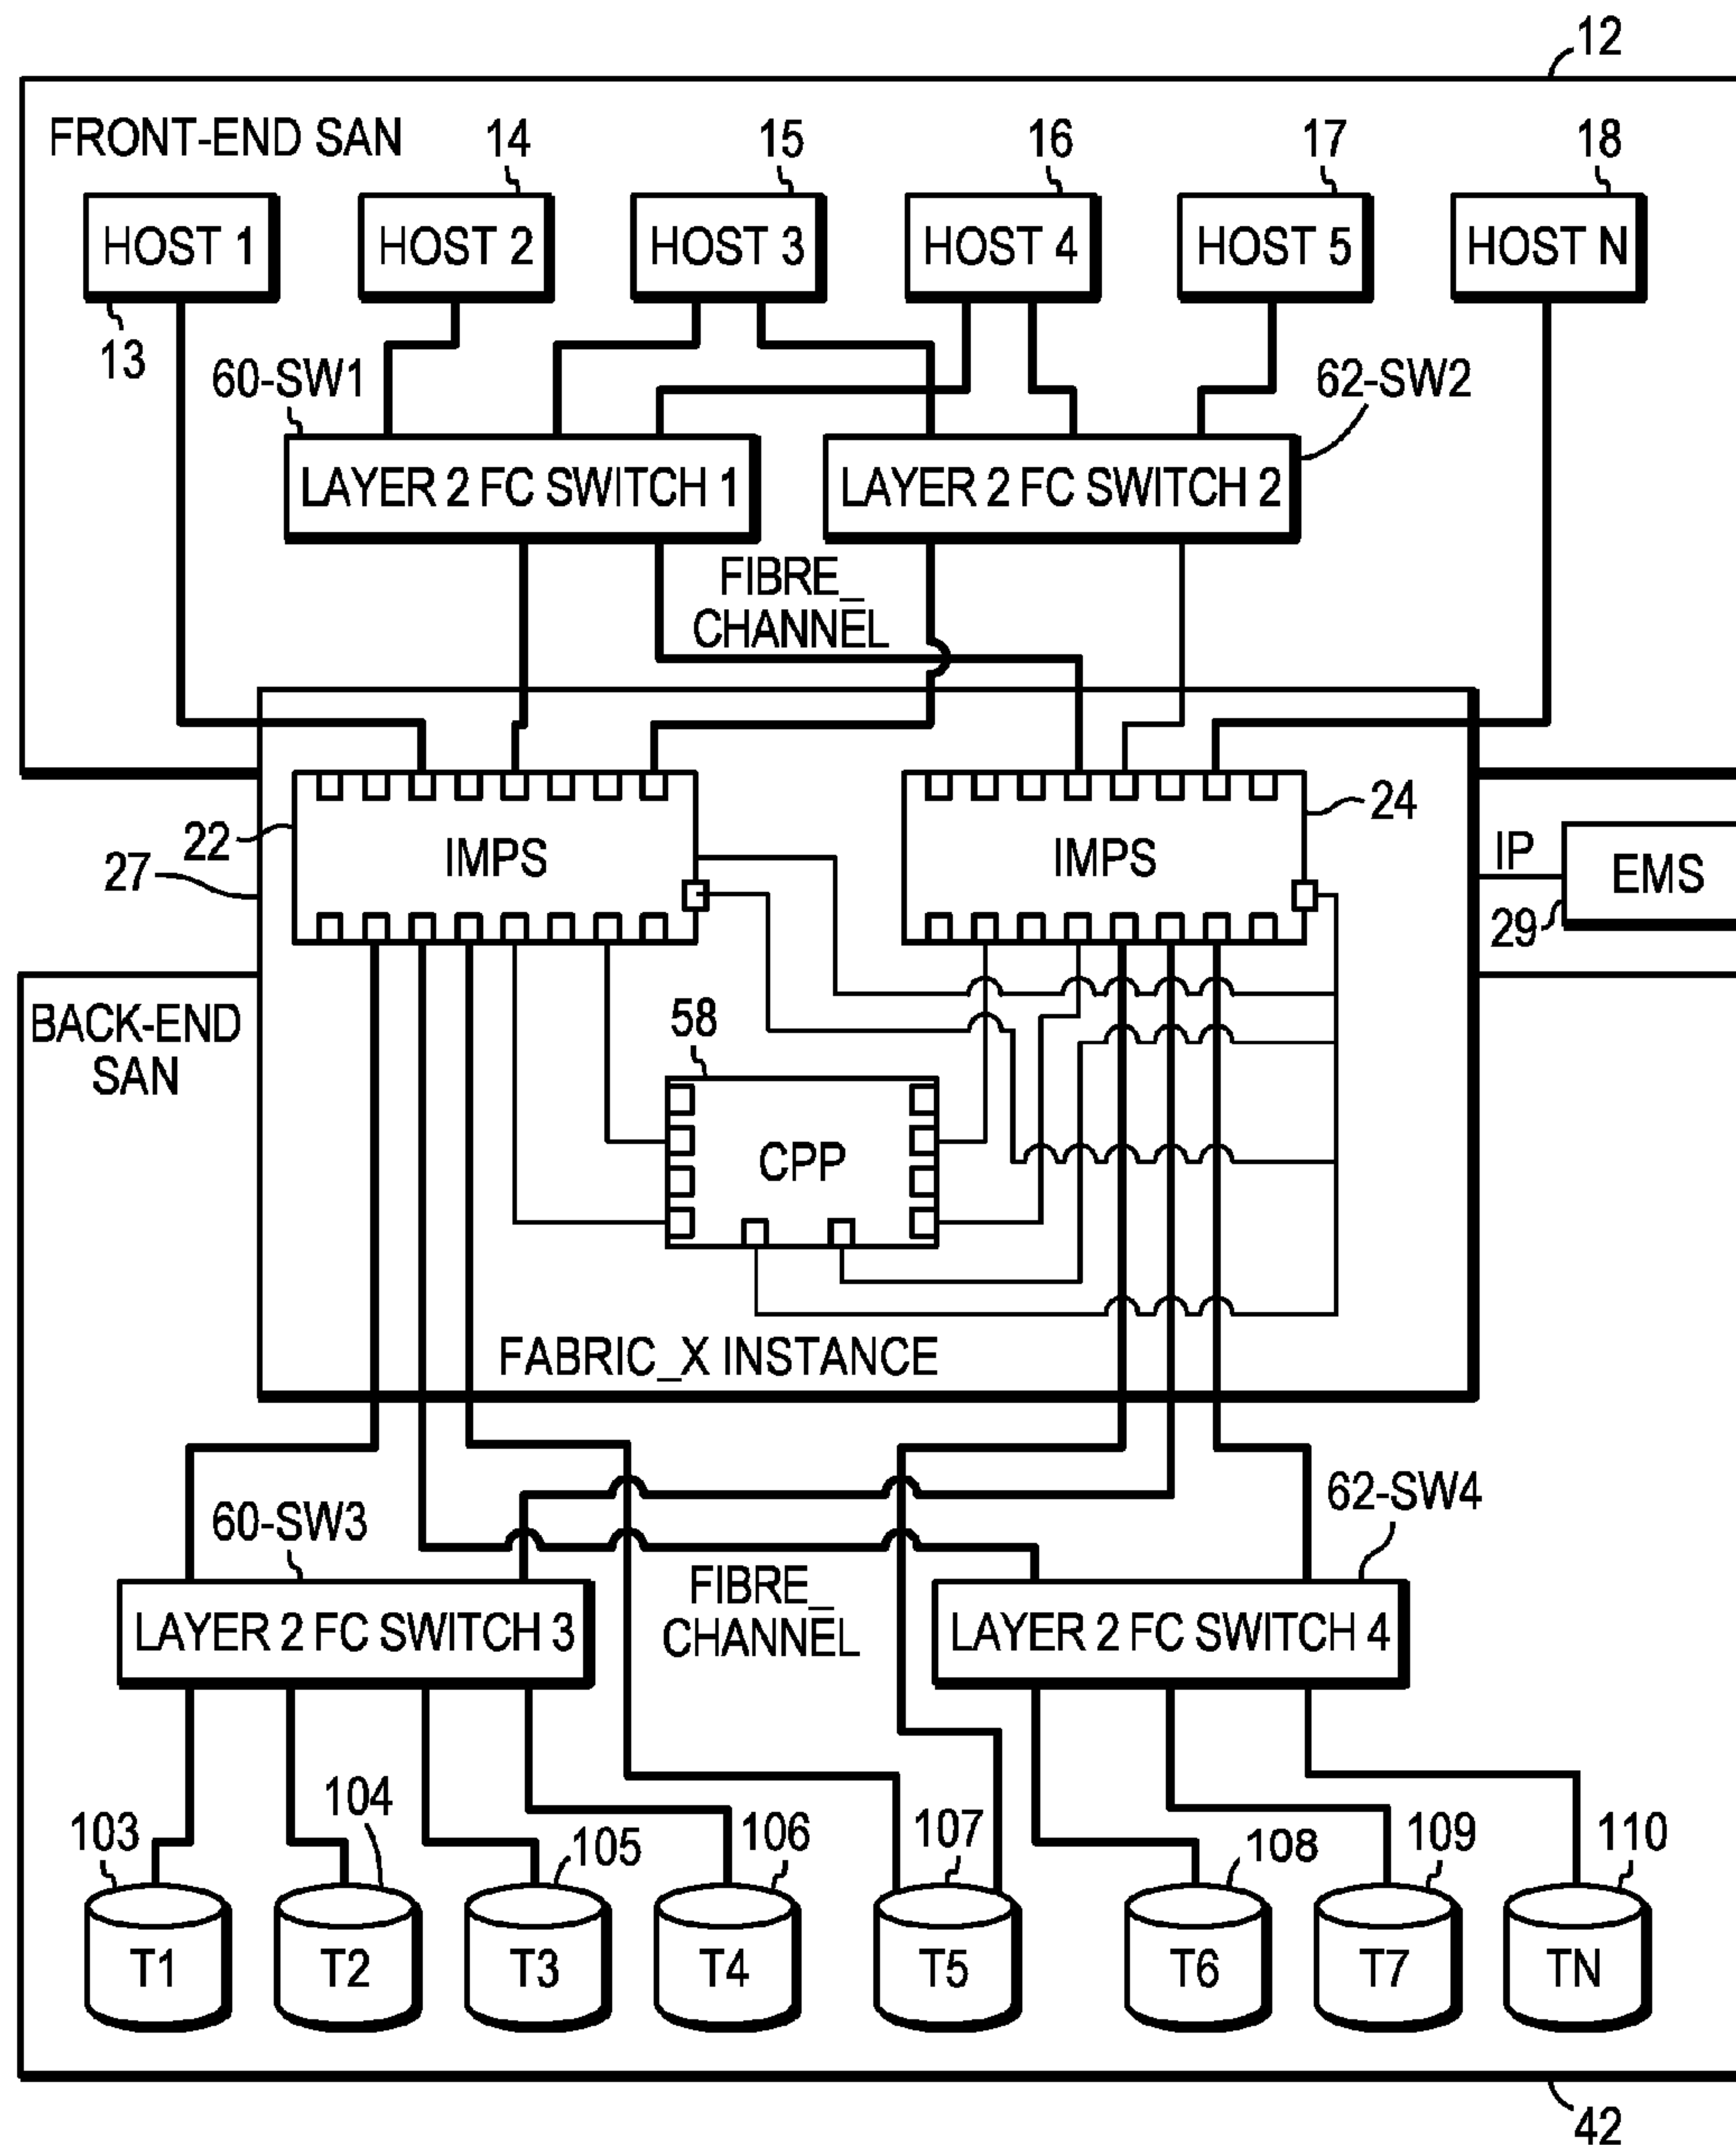 12
FRONT-END SAN
14
15
16
17
18
HOST 1
HOST 2
HOST 3
HOST 4
HOST 5
HOST N
13
60-SW1
62-SW2
LAYER 2 FC SWITCH 1
LAYER 2 FC SWITCH 2
FIBRE_
CHANNEL
22
IMPS
IMPS
24
27
IP
EMS
29
BACK-END
SAN
58
CPP
FABRIC_X INSTANCE
60-SW3
62-SW4
FIBRE_
CHANNEL
LAYER 2 FC SWITCH 3
LAYER 2 FC SWITCH 4
103
104
105
106
107
108
109
110
T1
T2
T3
T4
T5
T6
T7
TN
42